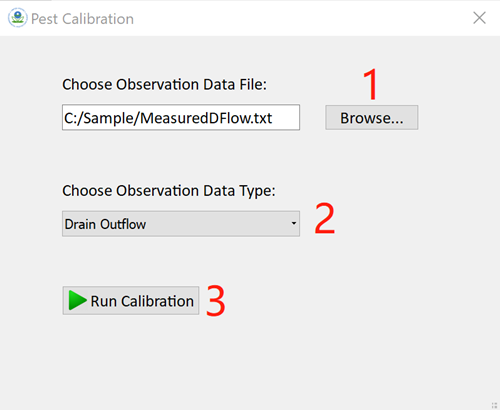 Pest Calibration
Choose Observation Data File:
1
C:/Sample/MeasuredDFlow.txt
Browse...
Choose Observation Data Type:
Drain Outflow
2
Run Calibration
3